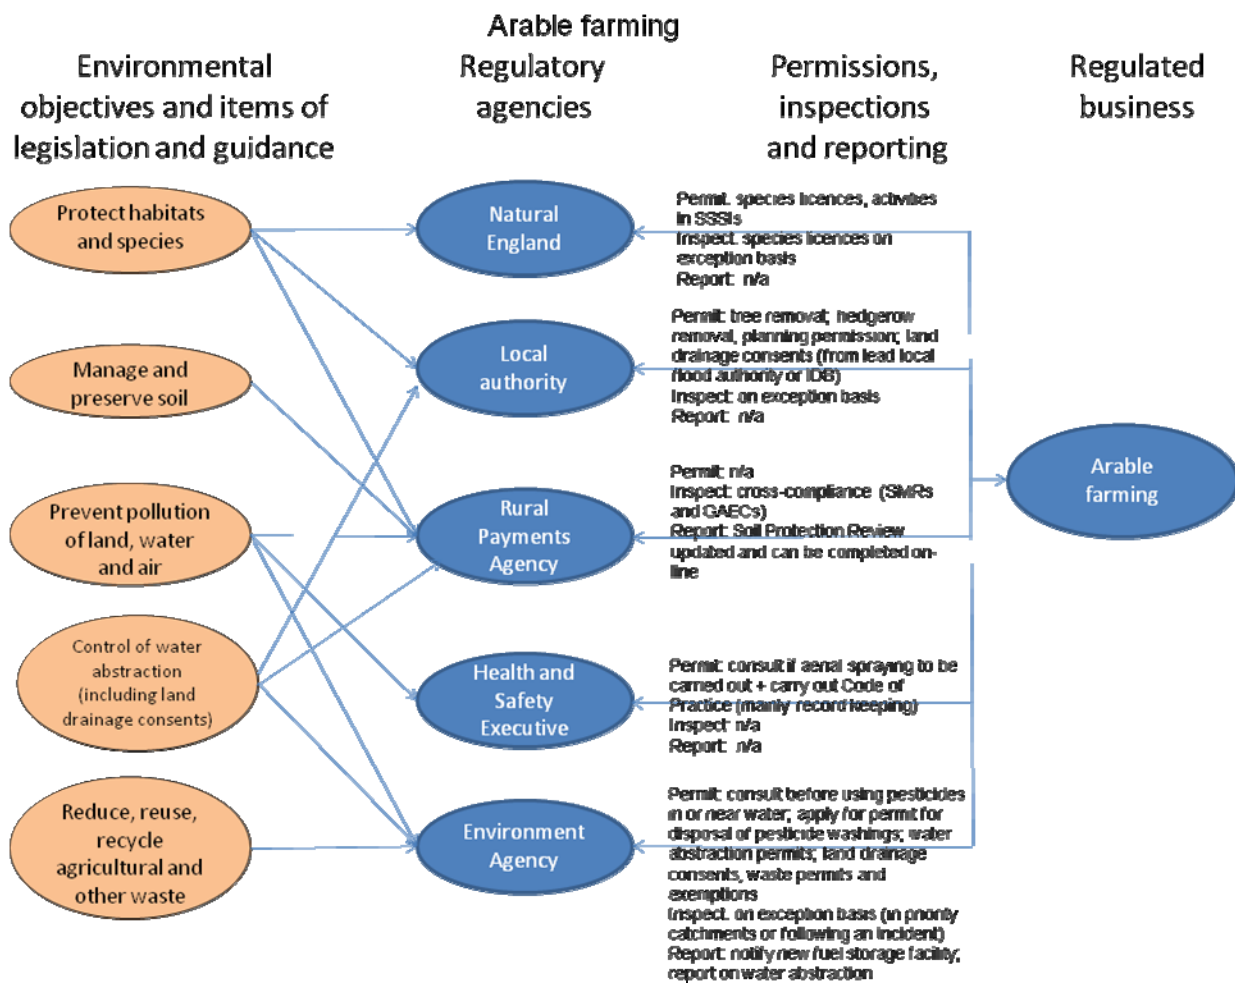 Arable farming
Environmental
objectives and items of
legislation and guidance
Regulatory
agencies
Permissions,
inspections
and reporting
Regulated
business
Protect habitats
and species
Manage and
preserve soil
Prevent pollution
of land, water
and air
Control of water
abstraction
(including land
drainage consents)
Reduce, reuse,
recycle
agricultural and
other waste
Natural
England
Local
authority
Rural
Payments
Agency
Health and
Safety
Executive
Environment
Agency
Permit: species licences, activities
in SSSIs
Inspect: species licences on
exception basis
Report: n/a
Permit: tree removal; hedgerow
removal, planning permission; land
drainage consents (from lead local
flood authority or IDB)
Inspect: on exception basis
Report: n/a
Permit: n/a
Inspect: cross-compliance (SMRs
and GAECs)
Report: Soil Protection Review
updated and can be completed on-
line
Permit: consult if aerial spraying to be
carried out + carry out Code of
Practice (mainly record keeping)
Inspect: n/a
Report: n/a
Permit: consult before using pesticides
in or near water; apply for permit for
disposal of pesticide washings; water
abstraction permits; land drainage
consents, waste permits and
exemptions
Inspect: on exception basis (in priority
catchments or following an incident)
Report: notify new fuel storage facility;
report on water abstraction
Arable
farming